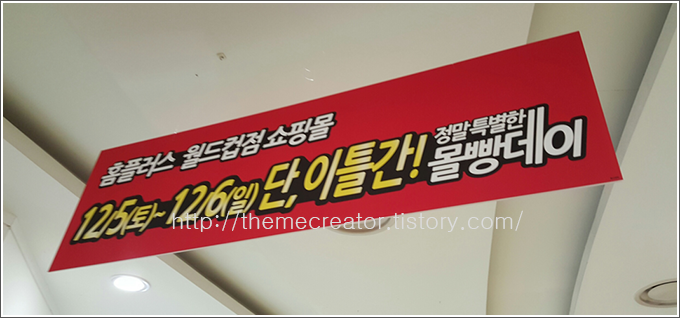 홈플러스 월드컵점 쇼핑몰
12/5(토)~12/6(일) 단, 이틀간!
정말 특별한
몰빵데이
http://themecreator.tistory.com/